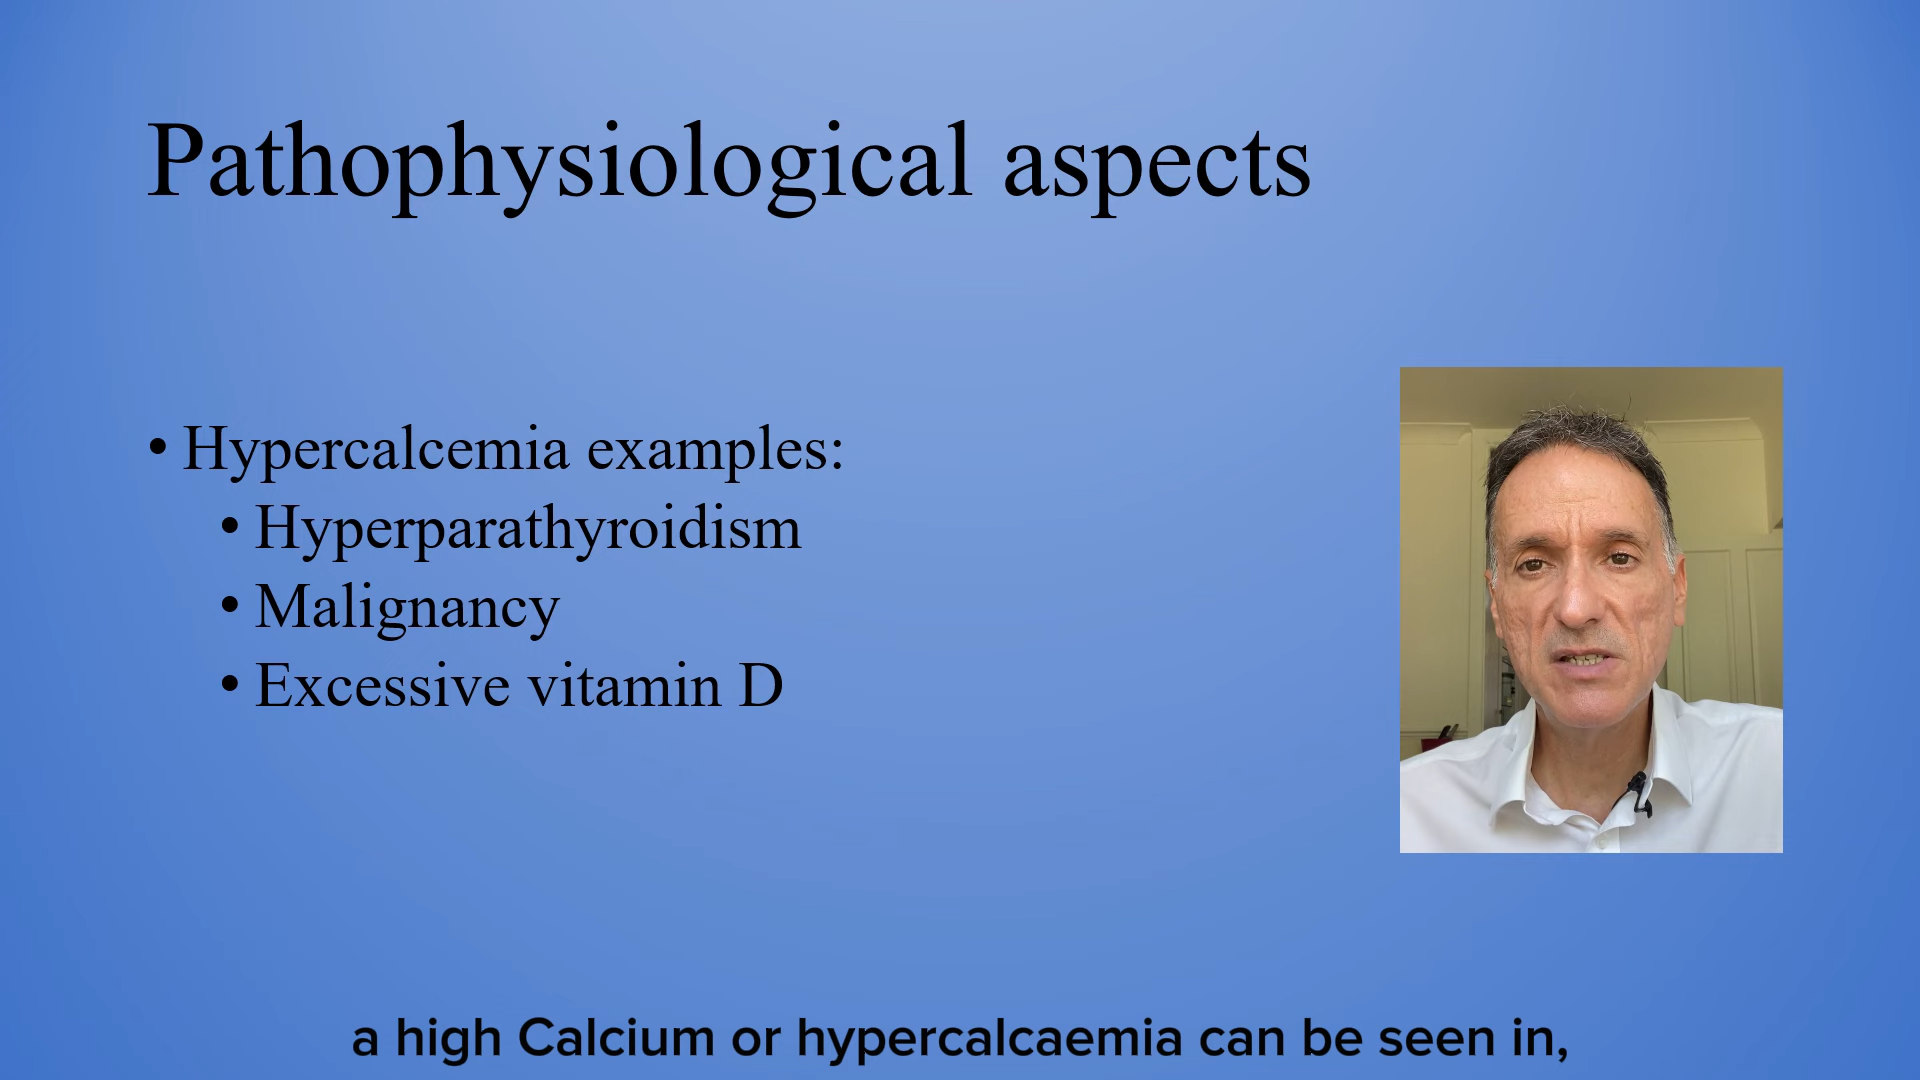 Pathophysiological aspects
• Hypercalcemia examples:
• Hyperparathyroidism
• Malignancy
• Excessive vitamin D
a high Calcium or hypercalcaemia can be seen in,